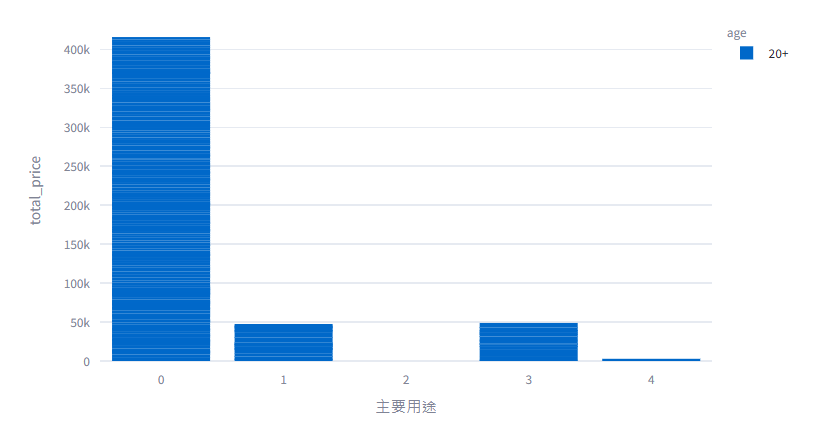 age
20+
total_price
400k
350k
300k
250k
200k
150k
100k
50k
0
0 1 2 3 4
主要用途